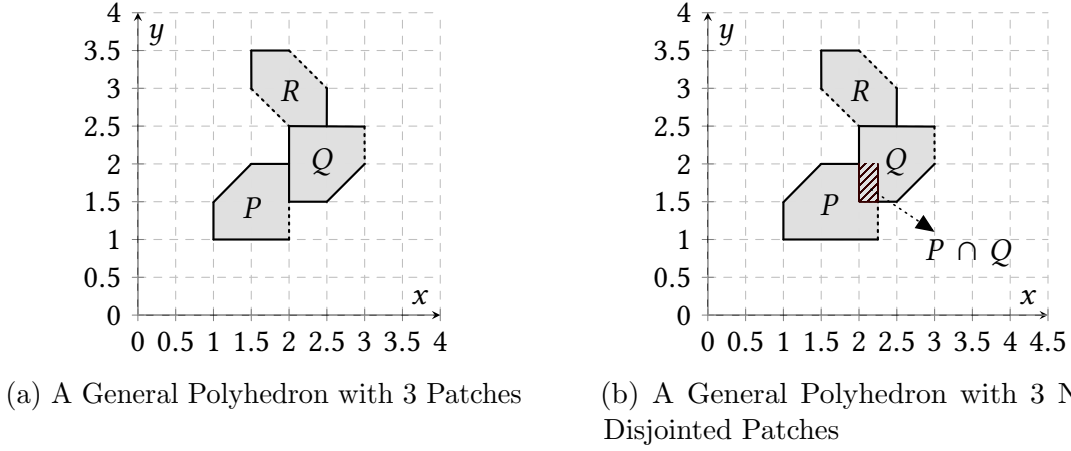 4
3.5
3
2.5
2
1.5
1
0.5
0
y
R
Q
P
x
0 0.5 1 1.5 2 2.5 3 3.5 4
(a) A General Polyhedron with 3 Patches
4
3.5
3
2.5
2
1.5
1
0.5
0
y
R
Q
P
P ∩ Q
x
0 0.5 1 1.5 2 2.5 3 3.5 4 4.5
(b) A General Polyhedron with 3 N
Disjointed Patches